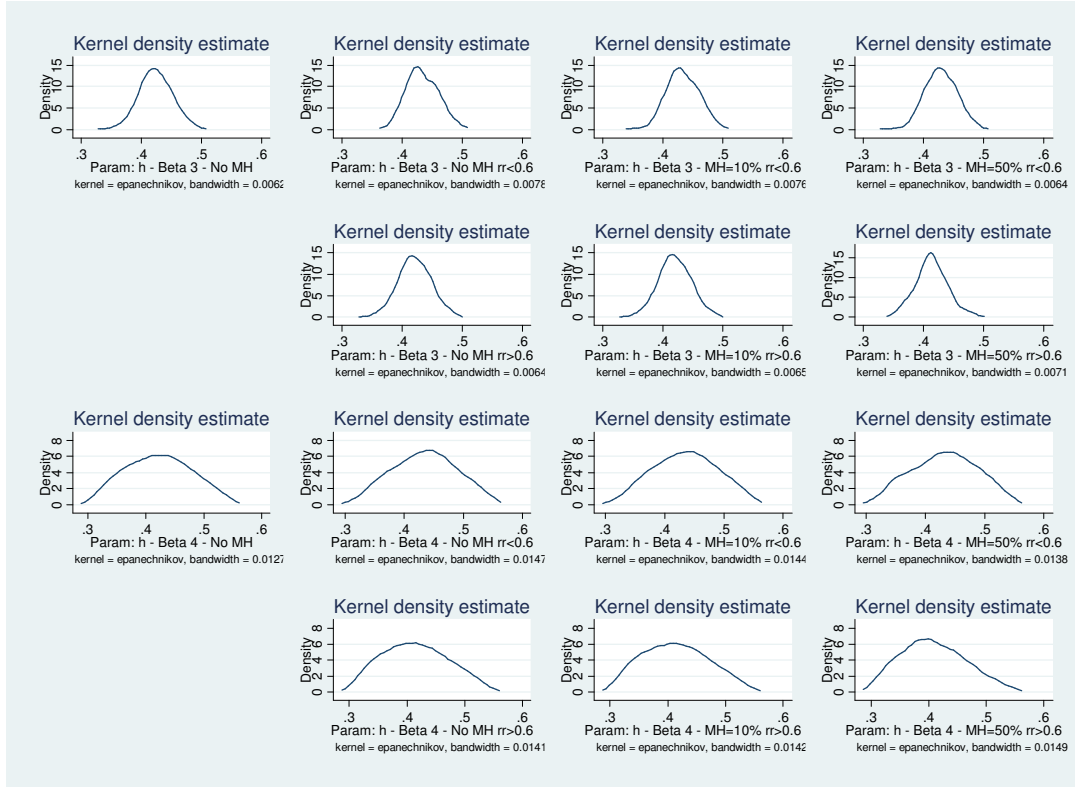 Kernel density estimate
Density
0 5 10 15
.3 .4 .5 .6
Param: h - Beta 3 - No MH
kernel = epanechnikov, bandwidth = 0.0062
Kernel density estimate
Density
0 5 10 15
.3 .4 .5 .6
Param: h - Beta 3 - No MH rr<0.6
kernel = epanechnikov, bandwidth = 0.0078
Kernel density estimate
Density
0 5 10 15
.3 .4 .5 .6
Param: h - Beta 3 - MH=10% rr<0.6
kernel = epanechnikov, bandwidth = 0.0076
Kernel density estimate
Density
0 5 10 15
.3 .4 .5 .6
Param: h - Beta 3 - MH=50% rr<0.6
kernel = epanechnikov, bandwidth = 0.0064
Kernel density estimate
Density
0 5 10 15
.3 .4 .5 .6
Param: h - Beta 3 - No MH rr>0.6
kernel = epanechnikov, bandwidth = 0.0064
Kernel density estimate
Density
0 5 10 15
.3 .4 .5 .6
Param: h - Beta 3 - MH=10% rr>0.6
kernel = epanechnikov, bandwidth = 0.0065
Kernel density estimate
Density
0 5 10 15
.3 .4 .5 .6
Param: h - Beta 3 - MH=50% rr>0.6
kernel = epanechnikov, bandwidth = 0.0071
Kernel density estimate
Density
0 2 4 6 8
.3 .4 .5 .6
Param: h - Beta 4 - No MH
kernel = epanechnikov, bandwidth = 0.0127
Kernel density estimate
Density
0 2 4 6 8
.3 .4 .5 .6
Param: h - Beta 4 - No MH rr<0.6
kernel = epanechnikov, bandwidth = 0.0147
Kernel density estimate
Density
0 2 4 6 8
.3 .4 .5 .6
Param: h - Beta 4 - MH=10% rr<0.6
kernel = epanechnikov, bandwidth = 0.0144
Kernel density estimate
Density
0 2 4 6 8
.3 .4 .5 .6
Param: h - Beta 4 - MH=50% rr<0.6
kernel = epanechnikov, bandwidth = 0.0138
Kernel density estimate
Density
0 2 4 6 8
.3 .4 .5 .6
Param: h - Beta 4 - No MH rr>0.6
kernel = epanechnikov, bandwidth = 0.0141
Kernel density estimate
Density
0 2 4 6 8
.3 .4 .5 .6
Param: h - Beta 4 - MH=10% rr>0.6
kernel = epanechnikov, bandwidth = 0.0142
Kernel density estimate
Density
0 2 4 6 8
.3 .4 .5 .6
Param: h - Beta 4 - MH=50% rr>0.6
kernel = epanechnikov, bandwidth = 0.0149